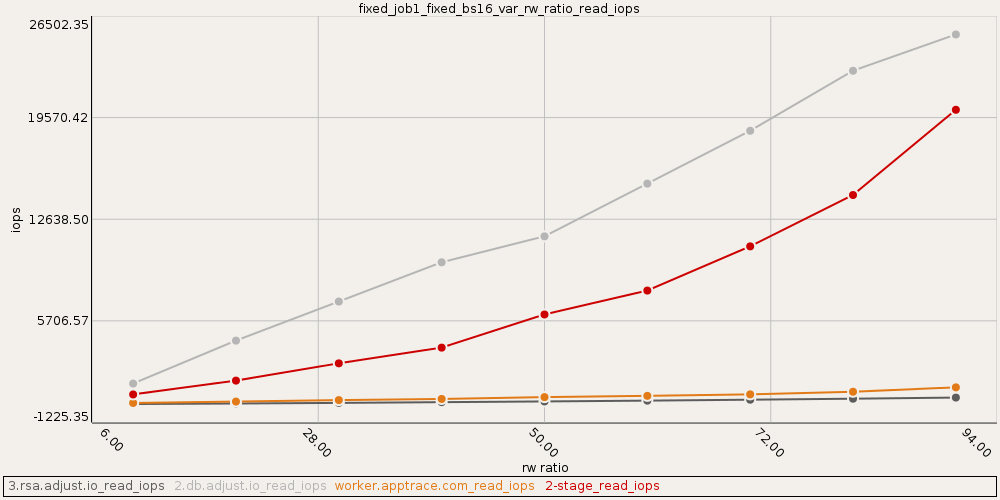 fixed_job1_fixed_bs16_var_rw_ratio_read_iops
26502.35
19570.42
12638.50
5706.57
-1225.35
iops
6.00 28.00 50.00 72.00 94.00
rw ratio
3.rsa.adjust.io_read_iops 2.db.adjust.io_read_iops worker.apptrace.com_read_iops 2-stage_read_iops